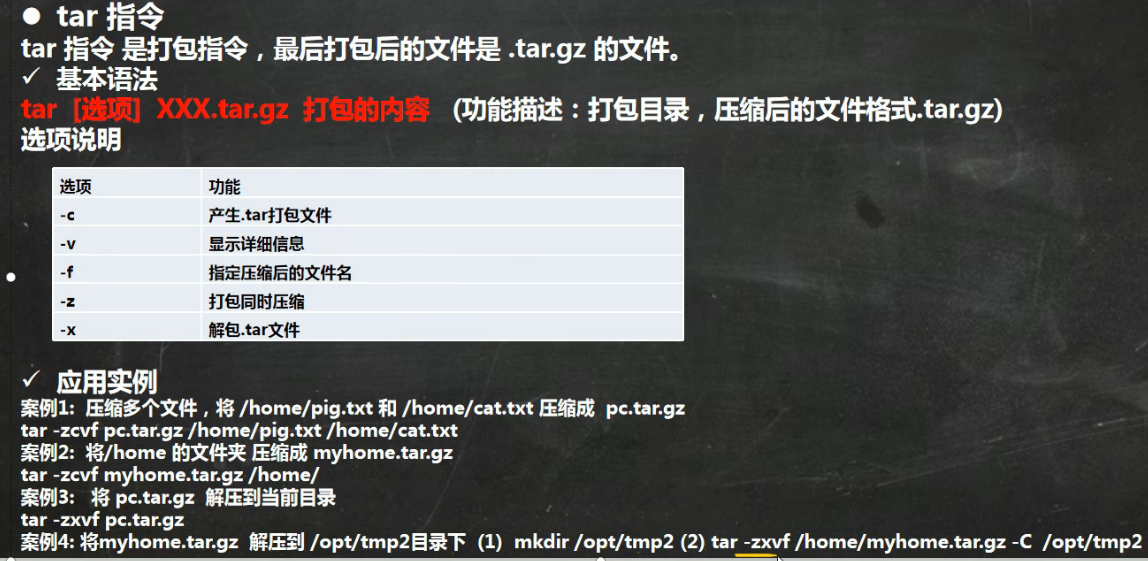 ● tar 指令
tar 指令 是打包指令，最后打包后的文件是 .tar.gz 的文件。
✓ 基本语法
tar [选项] XXX.tar.gz 打包的内容 (功能描述：打包目录，压缩后的文件格式.tar.gz)
选项说明
选项 功能
-c 产生.tar打包文件
-v 显示详细信息
-f 指定压缩后的文件名
-z 打包同时压缩
-x 解包.tar文件
✓ 应用实例
案例1: 压缩多个文件，将 /home/pig.txt 和 /home/cat.txt 压缩成 pc.tar.gz
tar -zcvf pc.tar.gz /home/pig.txt /home/cat.txt
案例2: 将/home 的文件夹 压缩成 myhome.tar.gz
tar -zcvf myhome.tar.gz /home/
案例3: 将 pc.tar.gz 解压到当前目录
tar -zxvf pc.tar.gz
案例4: 将myhome.tar.gz 解压到 /opt/tmp2目录下 (1) mkdir /opt/tmp2 (2) tar -zxvf /home/myhome.tar.gz -C /opt/tmp2